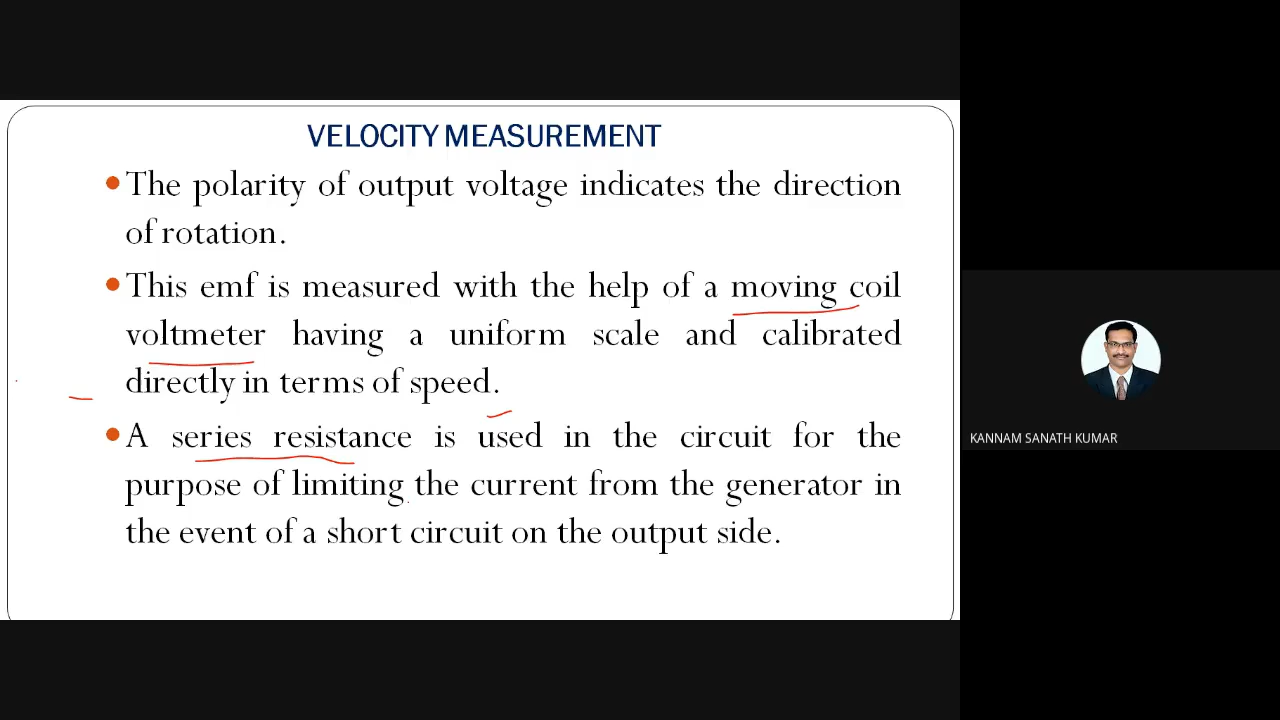 VELOCITY MEASUREMENT
•The polarity of output voltage indicates the direction
of rotation.
•This emf is measured with the help of a moving coil
voltmeter having a uniform scale and calibrated
directly in terms of speed.
•A series resistance is used in the circuit for the
purpose of limiting the current from the generator in
the event of a short circuit on the output side.
KANNAM SANATH KUMAR